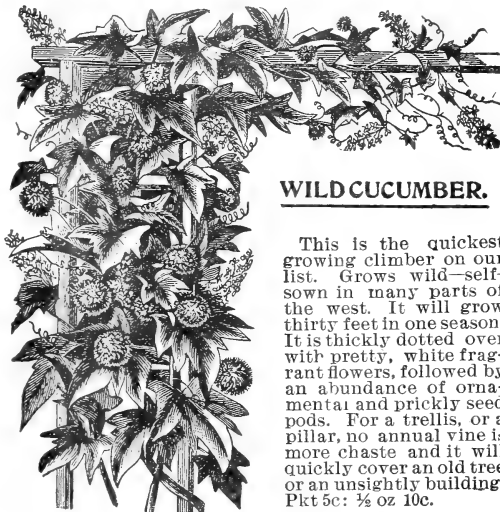 WILD CUCUMBER.
This is the quickest
growing climber on our
list. Grows wild—self-
sown in many parts of
the west. It will grow
thirty feet in one season.
It is thickly dotted over
with pretty, white frag-
rant flowers, followed by
an abundance of orna-
mental and prickly seed
pods. For a trellis, or a
pillar, no annual vine is
more chaste and it will
quickly cover an old tree
or an unsightly building.
Pkt 5c: ½ oz 10c.